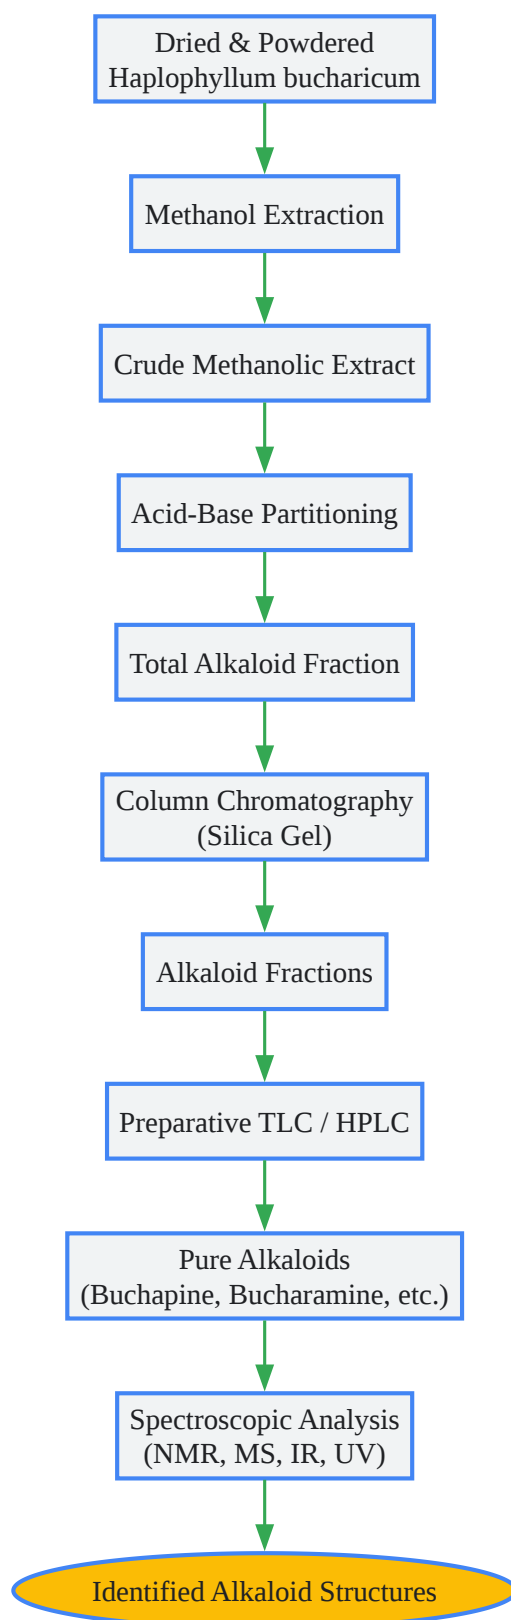 Dried & Powdered
Haplophyllum bucharicum
Methanol Extraction
Crude Methanolic Extract
Acid-Base Partitioning
Total Alkaloid Fraction
Column Chromatography
(Silica Gel)
Alkaloid Fractions
Preparative TLC / HPLC
Pure Alkaloids
(Buchapine, Bucharamine, etc.)
Spectroscopic Analysis
(NMR, MS, IR, UV)
Identified Alkaloid Structures